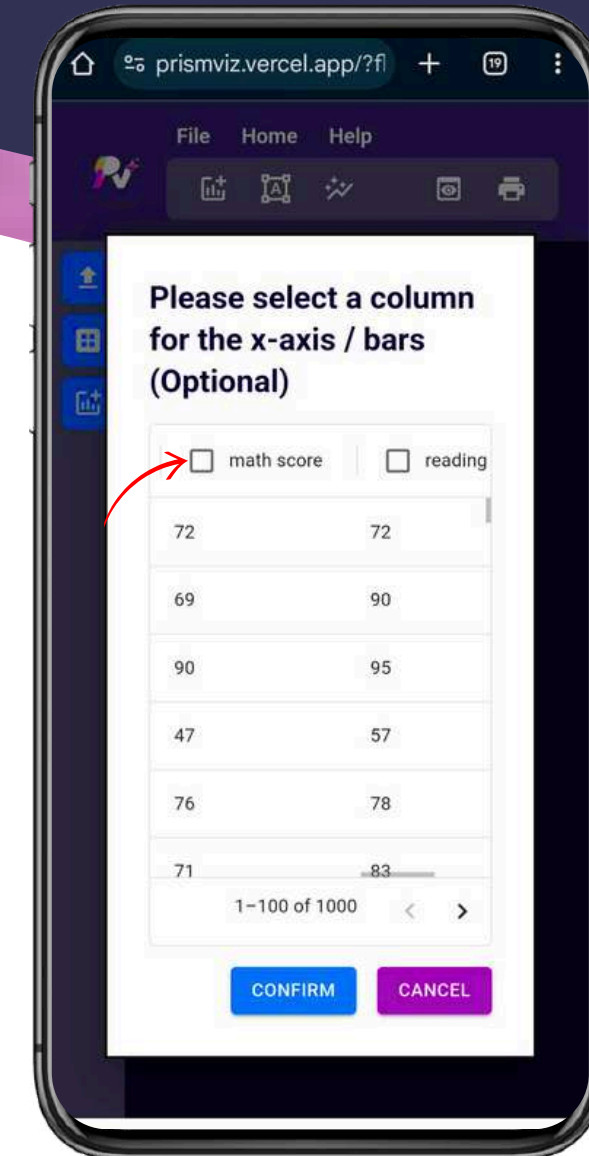 prismviz.vercel.app/?fl
19
File Home Help
Please select a column
for the x-axis / bars
(Optional)
math score reading
72 72
69 90
90 95
47 57
76 78
71 83
1–100 of 1000
CONFIRM CANCEL